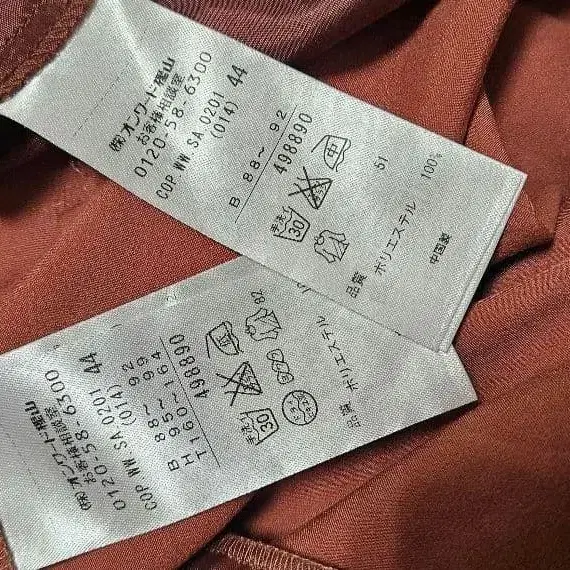 (株)オンワード樫山
お客様相談室
0120-58-6300
COP WW SA 0201 44
(014)
B 88〜 92
498890
中
手洗イ
30
51
品質 ポリエステル 100%
中国製
(株)オンワード樫山
お客様相談室
0120-58-6300
COP WW SA 0201 44
(014)
B 88〜 92
H 95〜 99
T160〜164
498890
手洗イ
30
82
品質 ポリエステル